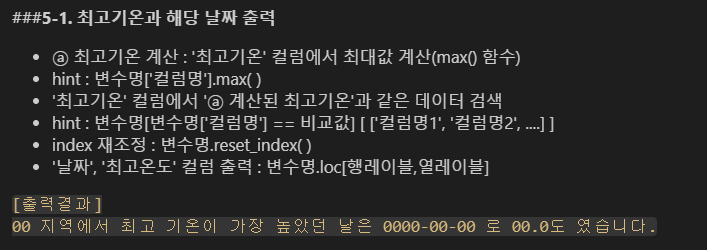 ###5-1. 최고기온과 해당 날짜 출력
• ⓐ 최고기온 계산 : '최고기온' 컬럼에서 최대값 계산(max() 함수)
• hint : 변수명['컬럼명'].max( )
• '최고기온' 컬럼에서 'ⓐ 계산된 최고기온'과 같은 데이터 검색
• hint : 변수명[변수명['컬럼명'] == 비교값] [ ['컬럼명1', '컬럼명2', ....] ]
• index 재조정 : 변수명.reset_index( )
• '날짜', '최고온도' 컬럼 출력 : 변수명.loc[행레이블,열레이블]
[출력결과]
00 지역에서 최고 기온이 가장 높았던 날은 0000-00-00 로 00.0도 였습니다.